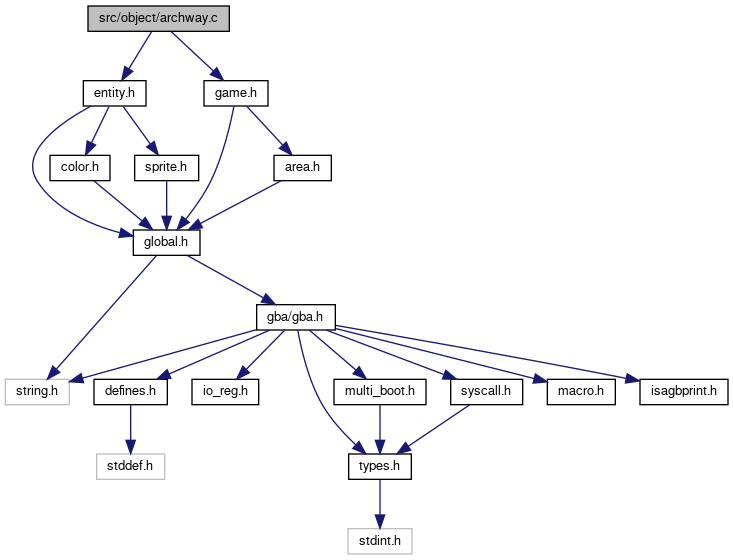 src/object/archway.c
entity.h
game.h
color.h
sprite.h
area.h
global.h
gba/gba.h
string.h
defines.h
io_reg.h
multi_boot.h
syscall.h
macro.h
isagbprint.h
stddef.h
types.h
stdint.h